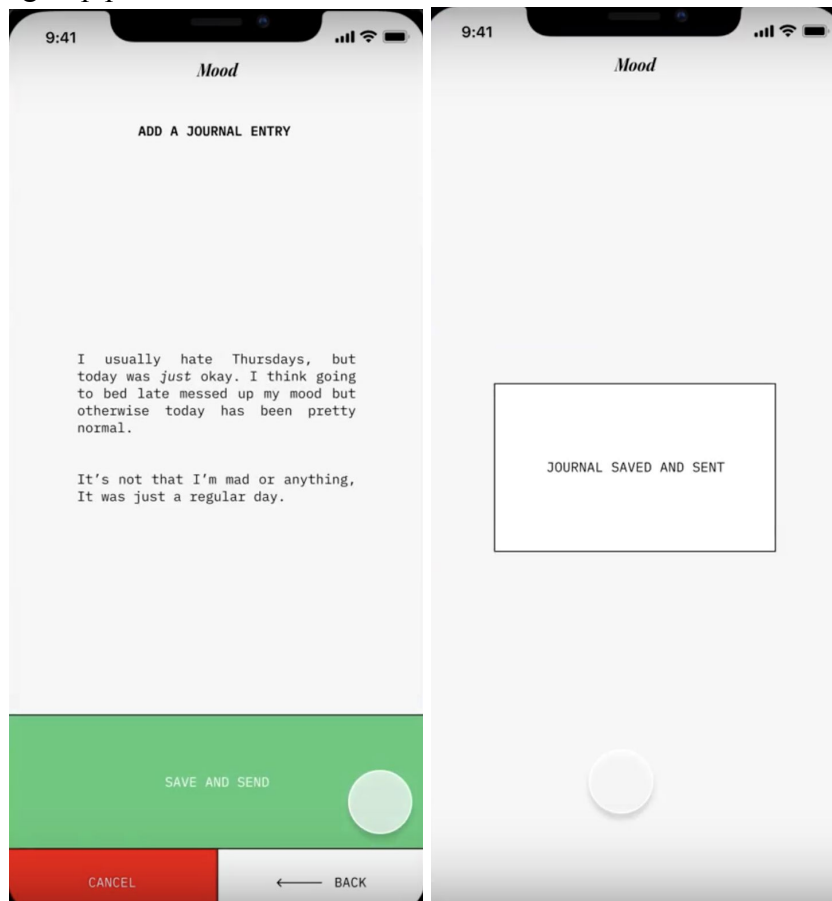 9:41
Mood
ADD A JOURNAL ENTRY
I usually hate Thursdays, but
today was just okay. I think going
to bed late messed up my mood but
otherwise today has been pretty
normal.
It's not that I'm mad or anything,
It was just a regular day.
SAVE AND SEND
CANCEL
← BACK
9:41
Mood
JOURNAL SAVED AND SENT